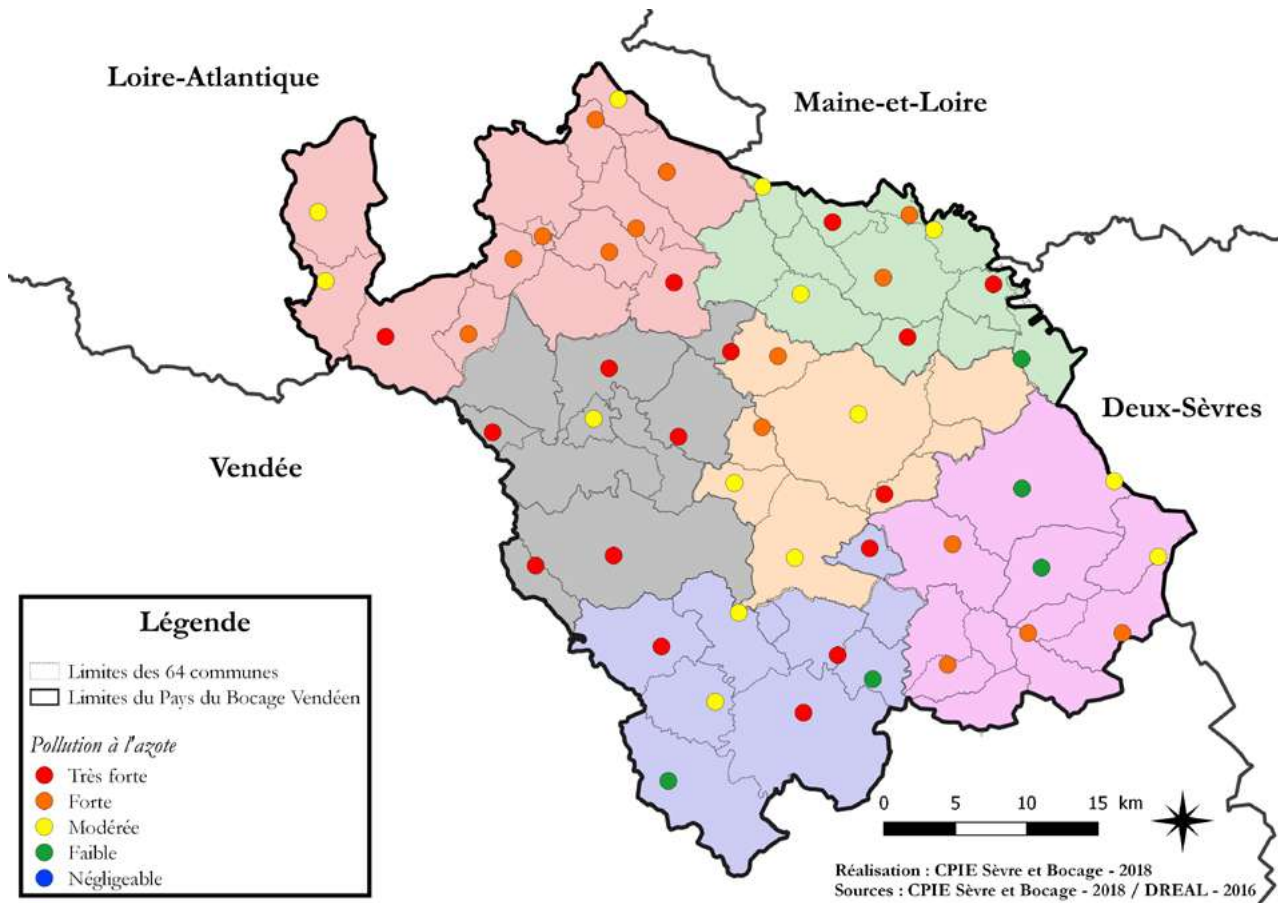 Loire-Atlantique
Maine-et-Loire
Deux-Sèvres
Vendée
Légende
Limites des 64 communes
Limites du Pays du Bocage Vendéen
Pollution à l'azote
Très forte
Forte
Modérée
Faible
Négligeable
0 5 10 15 km
Réalisation : CPIE Sèvre et Bocage - 2018
Sources : CPIE Sèvre et Bocage - 2018 / DREAL - 2016